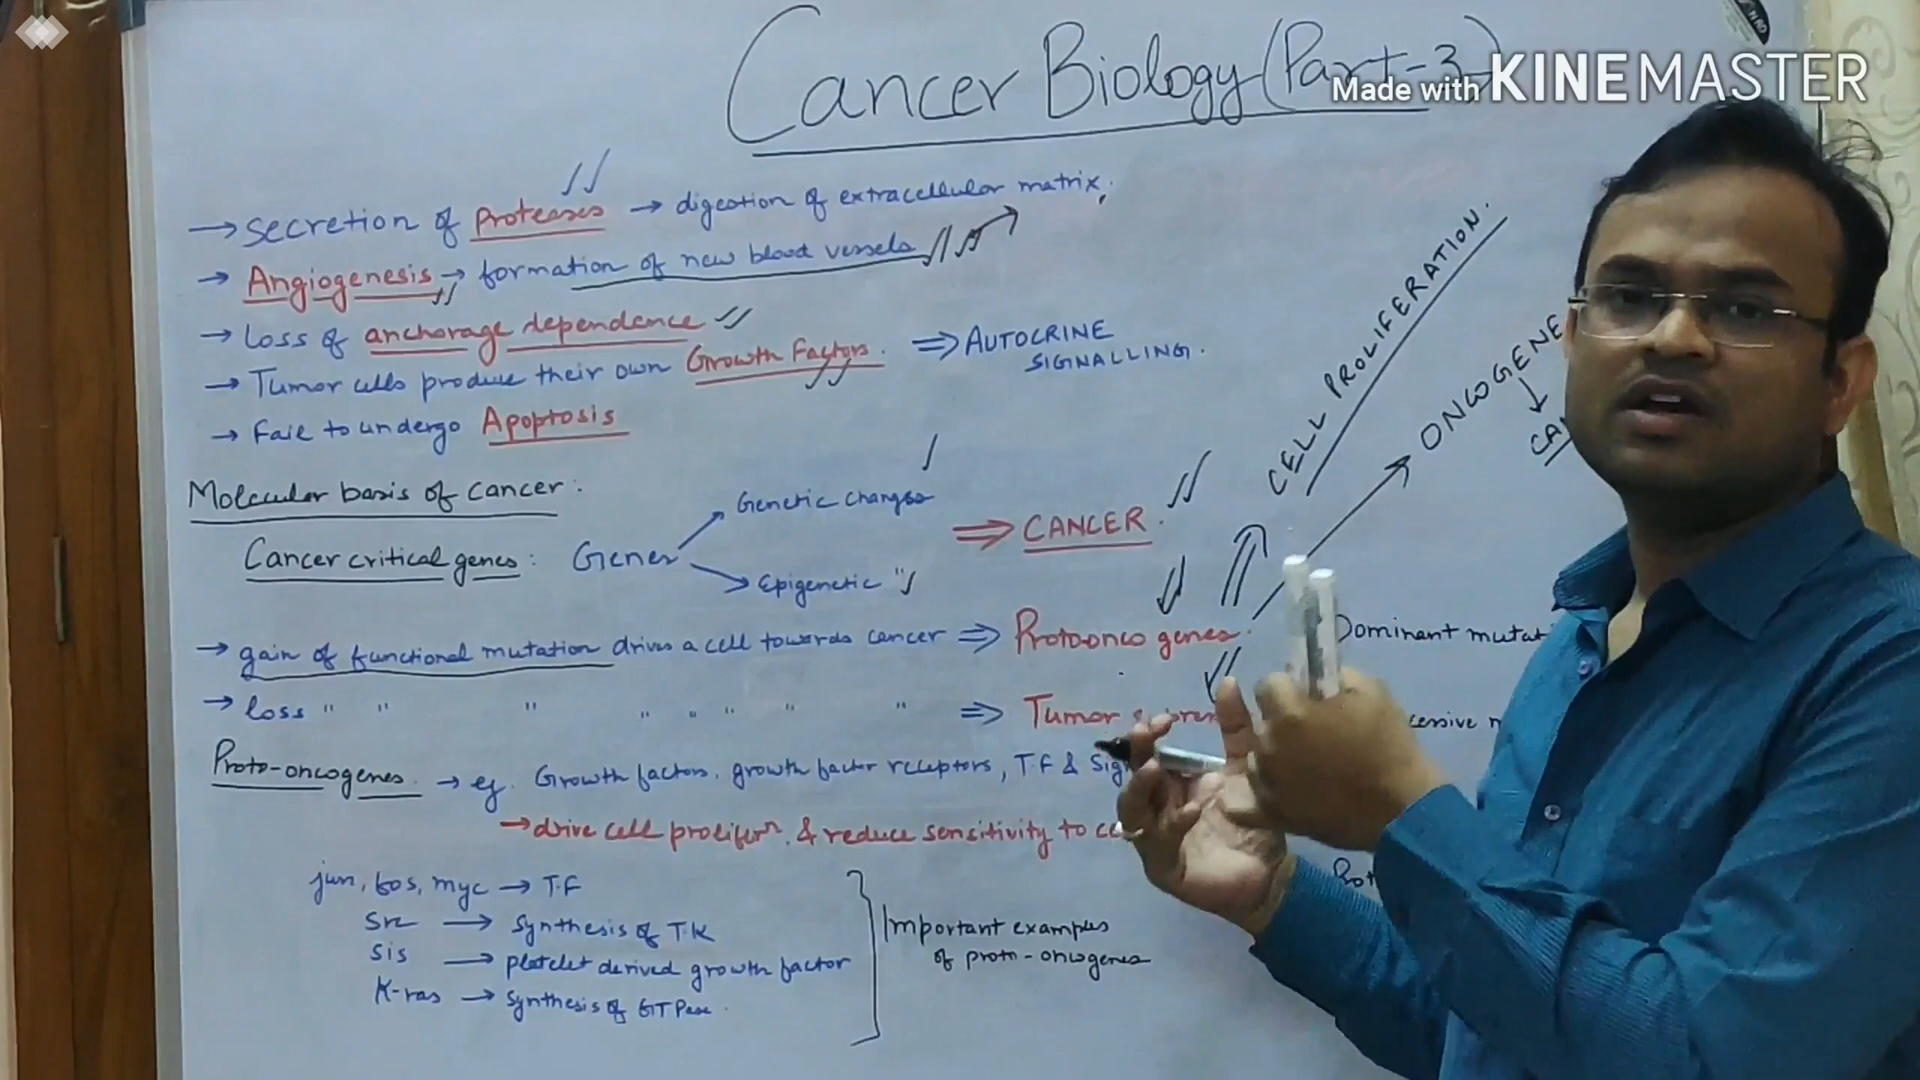 Cancer Biology (Part-3)
Made with KINEMASTER
→ secretion of proteases → digestion of extracellular matrix.
→ Angiogenesis → formation of new blood vessels
→ Loss of anchorage dependence
→ Tumor cells produce their own Growth Factors. ⇒ AUTOCRINE SIGNALLING.
→ Fail to undergo Apoptosis
CELL PROLIFERATION.
ONCOGENE
Molecular basis of cancer:
Cancer critical genes: Genes
Genetic changes
Epigenetic "
⇒ CANCER.
→ gain of functional mutation drives a cell towards cancer ⇒ Protoonco genes. Dominant
→ loss " " " " " " " " ⇒ Tumor
Proto-oncogenes. → eg. Growth factors, growth factor receptors, T.F &
→ drive cell prolifern. & reduce sensitivity to
jun, fos, myc → T.F
Src → Synthesis of T.K
Sis → platelet derived growth factor
K-ras → Synthesis of GTPase.
Important examples
of proto-oncogenes